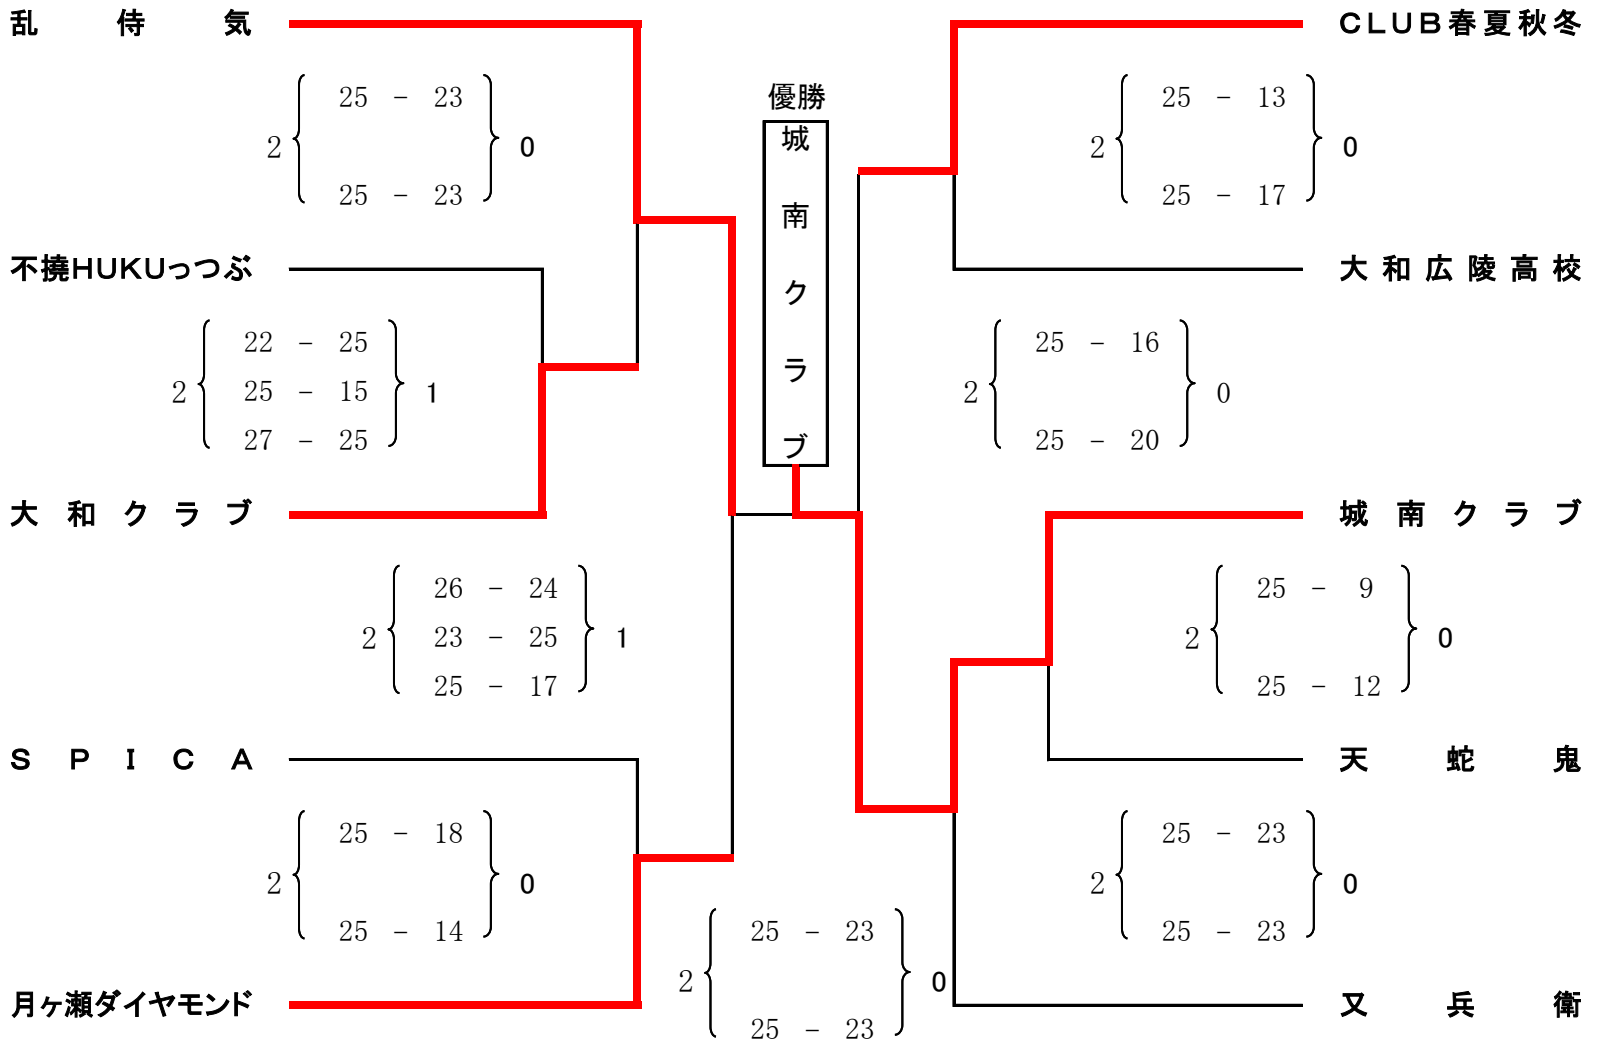 乱侍気
CLUB春夏秋冬
25 - 23
25 - 13
優勝
2 0
2 0
城南クラブ
25 - 23
25 - 17
不撓HUKUっつぶ
大和広陵高校
22 - 25
25 - 16
2 25 - 15 1
2 0
27 - 25
25 - 20
大和クラブ
城南クラブ
26 - 24
25 - 9
2 23 - 25 1
2 0
25 - 17
25 - 12
SPICA
天蛇鬼
25 - 18
25 - 23
2 0
2 0
25 - 14
25 - 23
25 - 23
2 0
25 - 23
月ヶ瀬ダイヤモンド
又兵衛